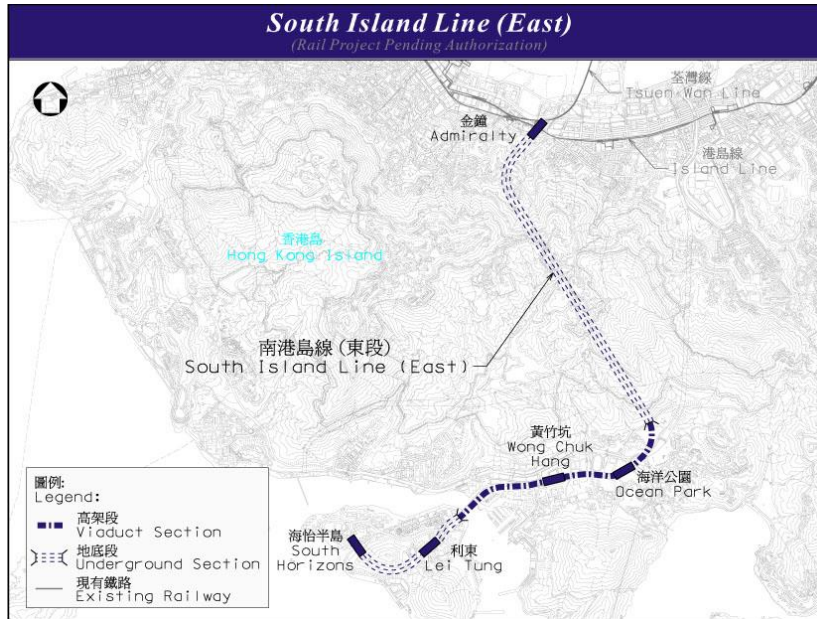 South Island Line (East)
(Rail Project Pending Authorization)
荃灣線
Tsuen Wan Line
金鐘
Admiralty
港島線
Island Line
香港島
Hong Kong Island
南港島線(東段)
South Island Line (East)
黃竹坑
Wong Chuk
Hang
海洋公園
Ocean Park
海怡半島
South
Horizons
利東
Lei Tung
圖例:
Legend:
高架段
Viaduct Section
地底段
Underground Section
現有鐵路
Existing Railway